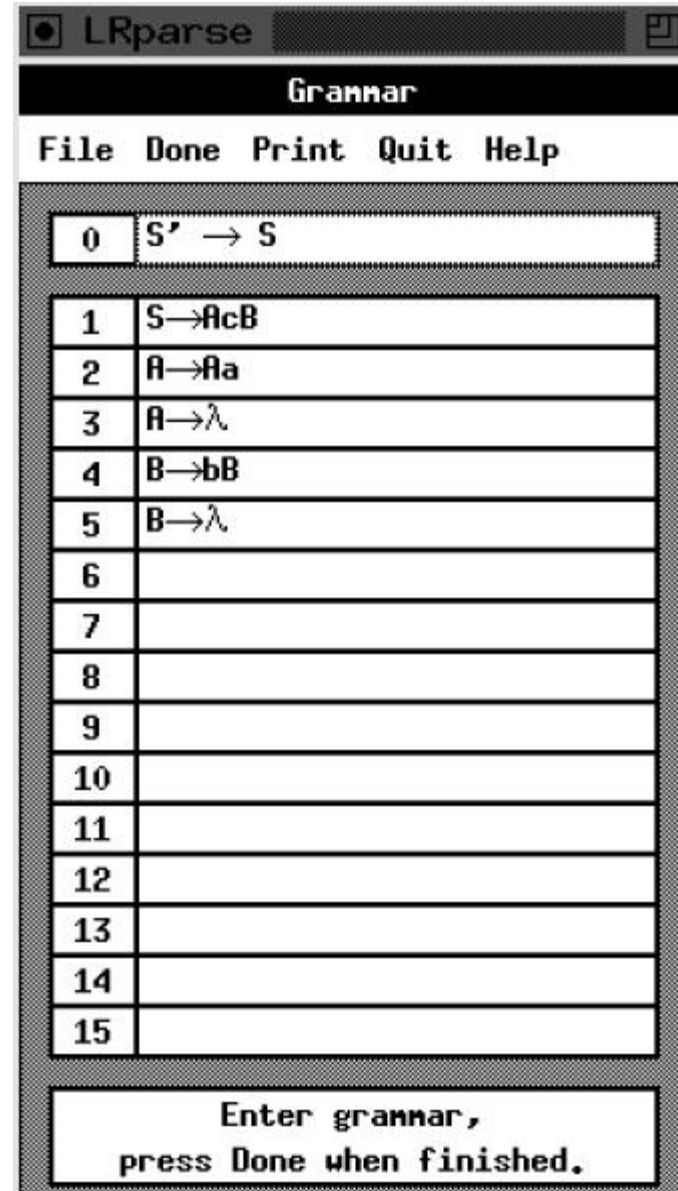 LRparse
Grammar
File Done Print Quit Help
0 S' → S
1 S→AcB
2 A→Aa
3 A→λ
4 B→bB
5 B→λ
6
7
8
9
10
11
12
13
14
15
Enter grammar,
press Done when finished.